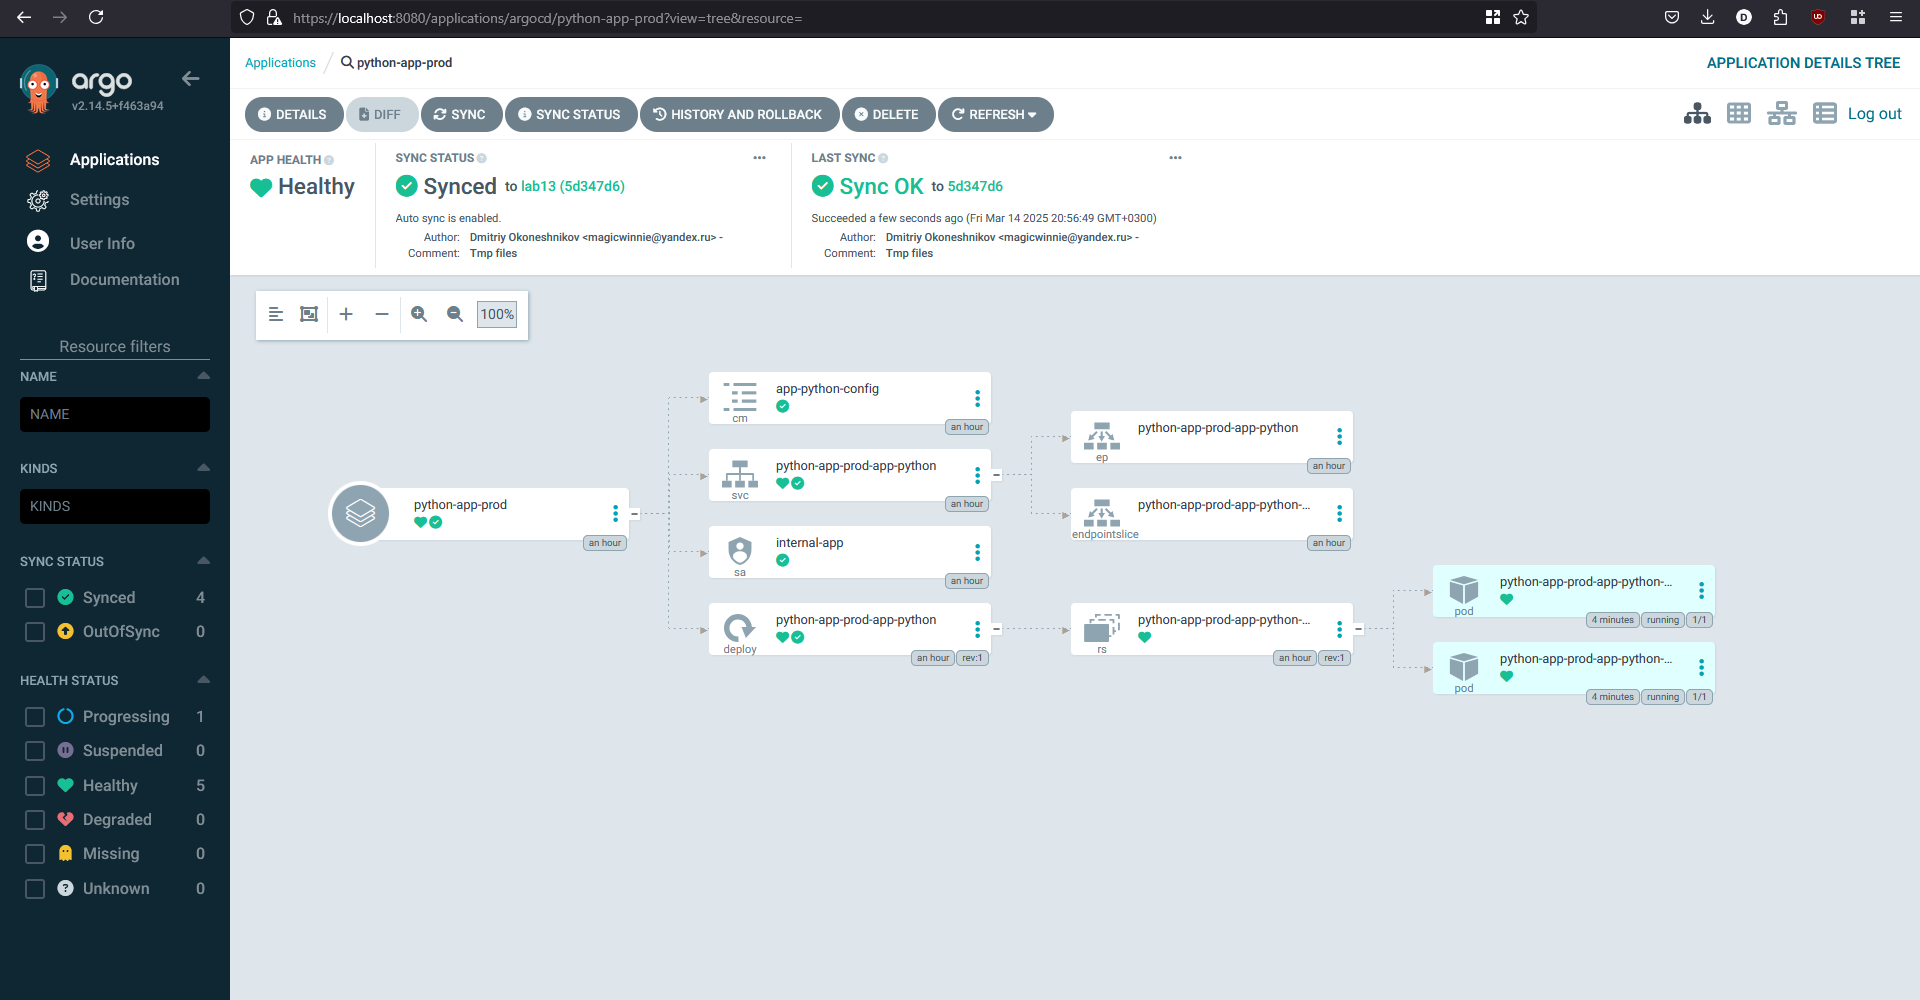 https://localhost:8080/applications/argocd/python-app-prod?view=tree&resource=
argo
v2.14.5+f463a94
Applications
Settings
User Info
Documentation
Resource filters
NAME
NAME
KINDS
KINDS
SYNC STATUS
Synced 4
OutOfSync 0
HEALTH STATUS
Progressing 1
Suspended 0
Healthy 5
Degraded 0
Missing 0
Unknown 0
Applications / python-app-prod
APPLICATION DETAILS TREE
DETAILS DIFF SYNC SYNC STATUS HISTORY AND ROLLBACK DELETE REFRESH
Log out
APP HEALTH
Healthy
SYNC STATUS
Synced to lab13 (5d347d6)
Auto sync is enabled.
Author: Dmitriy Okoneshnikov <magicwinnie@yandex.ru> -
Comment: Tmp files
LAST SYNC
Sync OK to 5d347d6
Succeeded a few seconds ago (Fri Mar 14 2025 20:56:49 GMT+0300)
Author: Dmitriy Okoneshnikov <magicwinnie@yandex.ru> -
Comment: Tmp files
100%
python-app-prod
an hour
app-python-config
cm
an hour
python-app-prod-app-python
svc
an hour
internal-app
sa
an hour
python-app-prod-app-python
deploy
an hour rev:1
python-app-prod-app-python
ep
an hour
python-app-prod-app-python-...
endpointslice
an hour
python-app-prod-app-python-...
rs
an hour rev:1
python-app-prod-app-python-...
pod
4 minutes running 1/1
python-app-prod-app-python-...
pod
4 minutes running 1/1